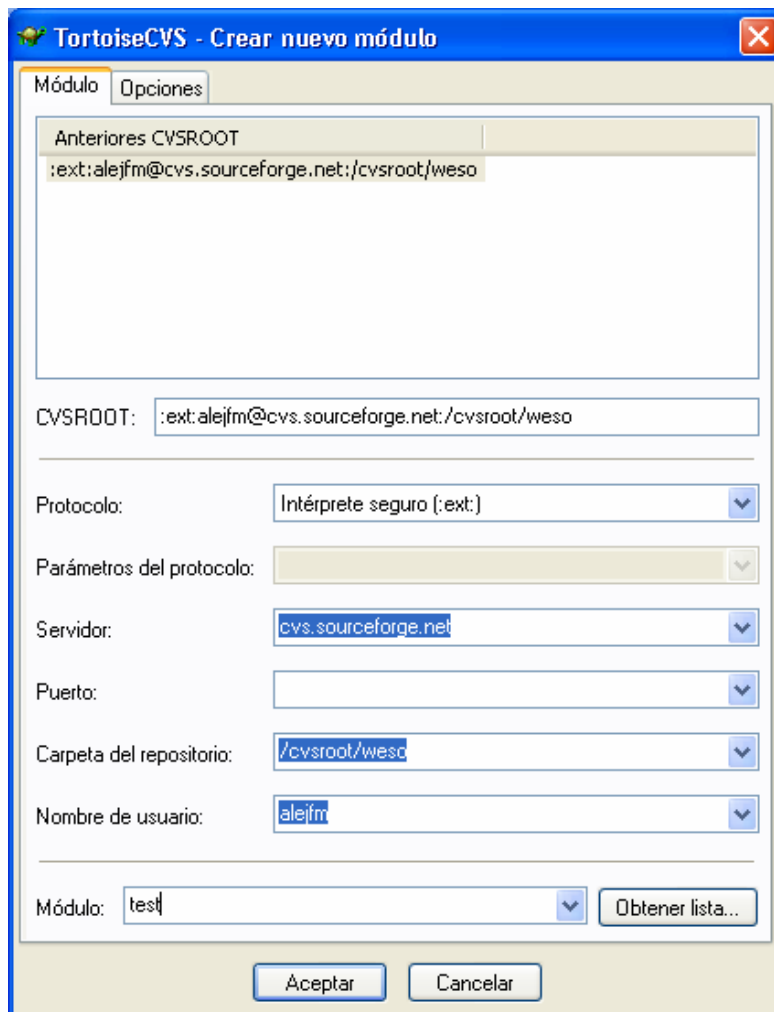 TortoiseCVS - Crear nuevo módulo
Módulo Opciones
Anteriores CVSROOT
:ext:alejfm@cvs.sourceforge.net:/cvsroot/weso
CVSROOT: :ext:alejfm@cvs.sourceforge.net:/cvsroot/weso
Protocolo: Intérprete seguro (:ext:)
Parámetros del protocolo:
Servidor: cvs.sourceforge.net
Puerto:
Carpeta del repositorio: /cvsroot/weso
Nombre de usuario: alejfm
Módulo: test Obtener lista...
Aceptar Cancelar